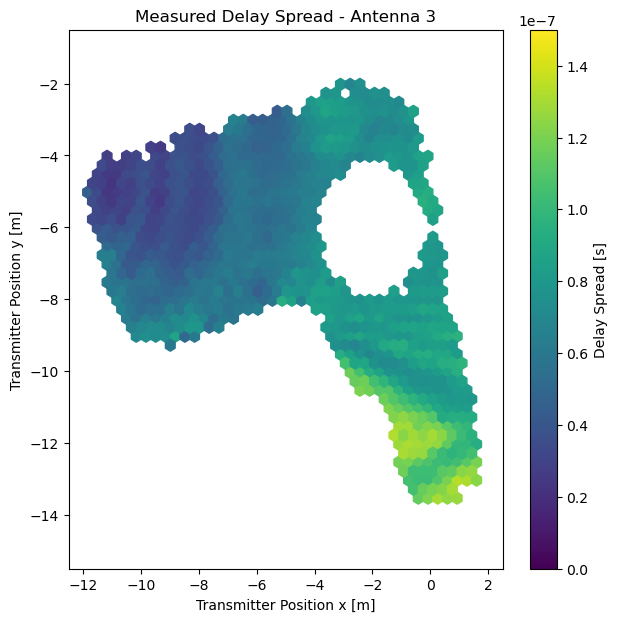 Measured Delay Spread - Antenna 3
1e−7
−2
−4
−6
−8
−10
−12
−14
Transmitter Position y [m]
−12 −10 −8 −6 −4 −2 0 2
Transmitter Position x [m]
1.4
1.2
1.0
0.8
0.6
0.4
0.2
0.0
Delay Spread [s]